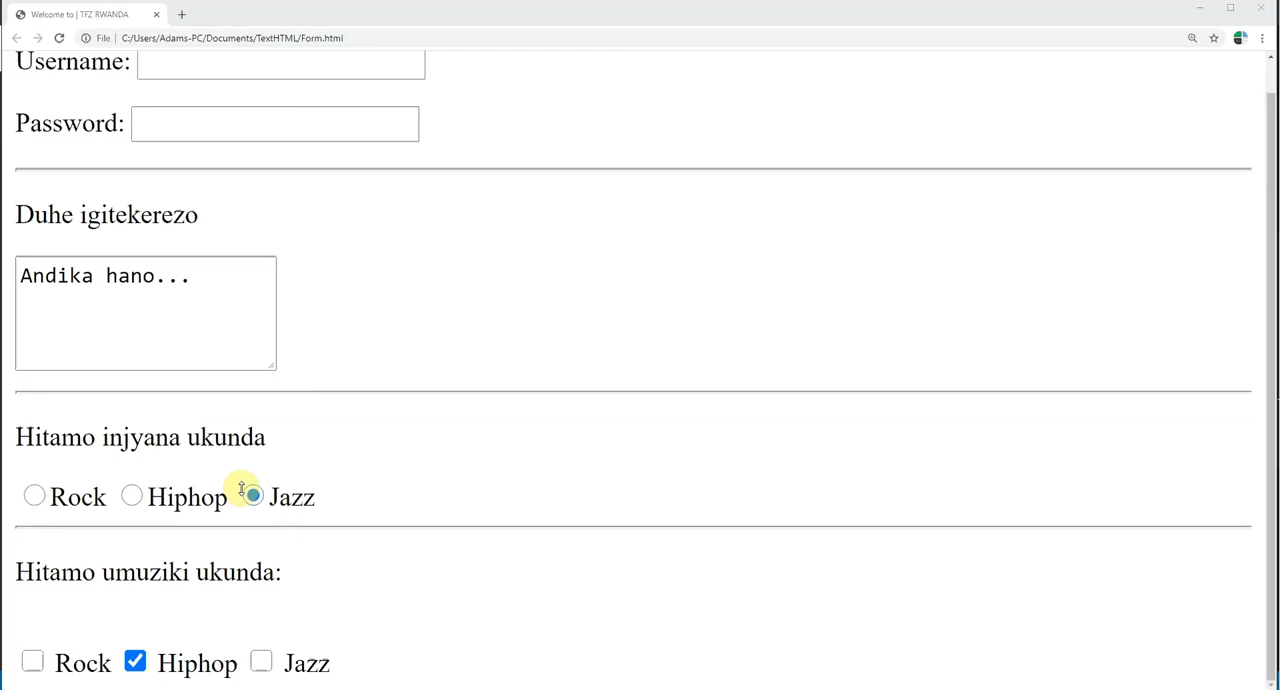 Welcome to | TFZ RWANDA
File | C:/Users/Adams-PC/Documents/TextHTML/Form.html
Username:
Password:
Duhe igitekerezo
Andika hano...
Hitamo injyana ukunda
Rock Hiphop Jazz
Hitamo umuziki ukunda:
Rock Hiphop Jazz